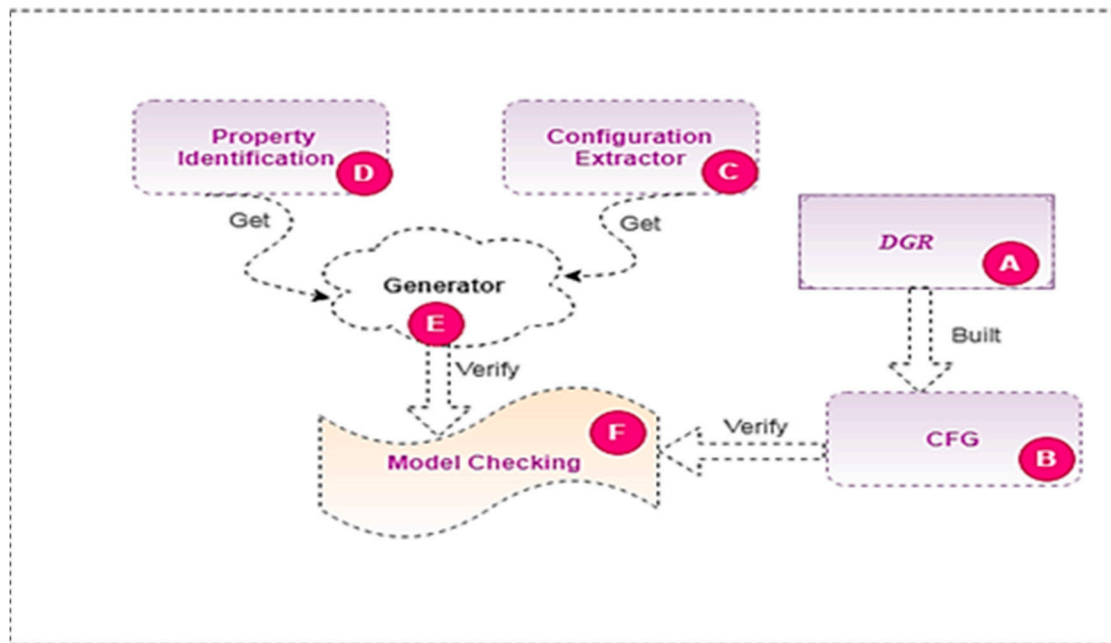 Property
Identification
D
Configuration
Extractor
C
Get
Get
DGR
A
Generator
E
Built
Verify
Model Checking
F
Verify
CFG
B